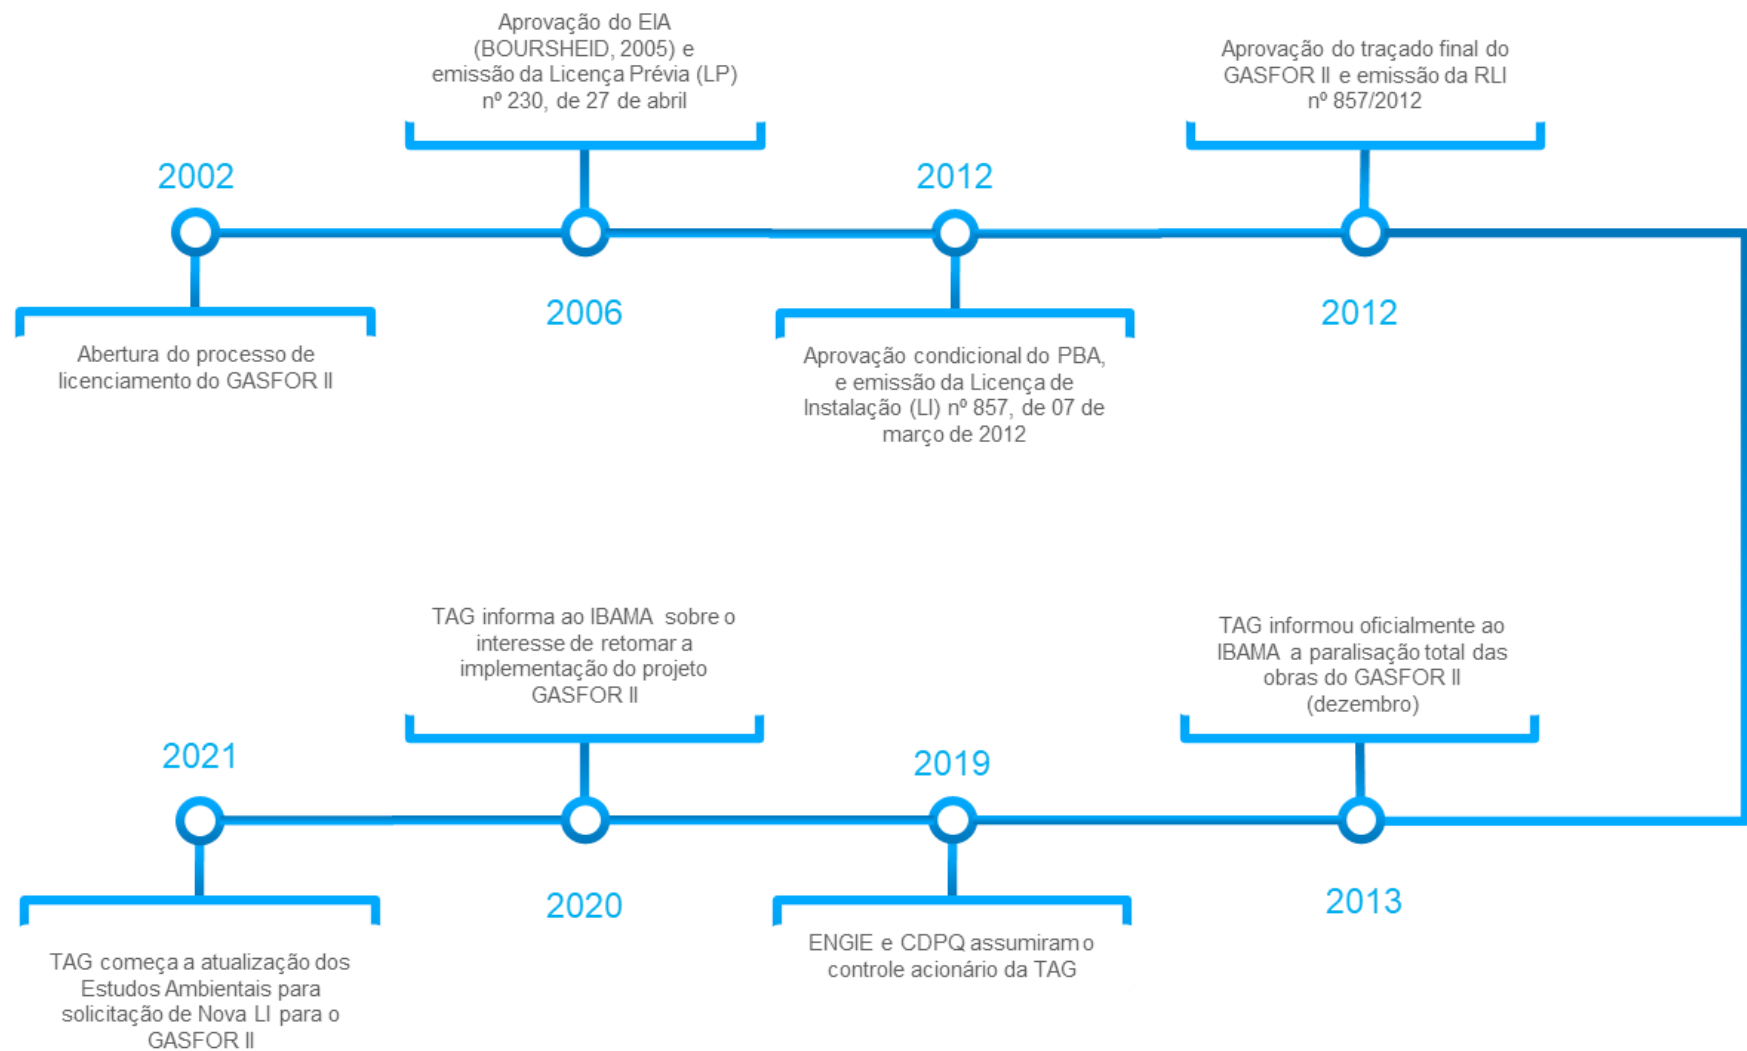 2002
Abertura do processo de
licenciamento do GASFOR II
Aprovação do EIA
(BOURSHEID, 2005) e
emissão da Licença Prévia (LP)
nº 230, de 27 de abril
2006
2012
Aprovação condicional do PBA,
e emissão da Licença de
Instalação (LI) nº 857, de 07 de
março de 2012
Aprovação do traçado final do
GASFOR II e emissão da RLI
nº 857/2012
2012
TAG informou oficialmente ao
IBAMA a paralisação total das
obras do GASFOR II
(dezembro)
2013
2019
ENGIE e CDPQ assumiram o
controle acionário da TAG
TAG informa ao IBAMA sobre o
interesse de retomar a
implementação do projeto
GASFOR II
2020
2021
TAG começa a atualização dos
Estudos Ambientais para
solicitação de Nova LI para o
GASFOR II